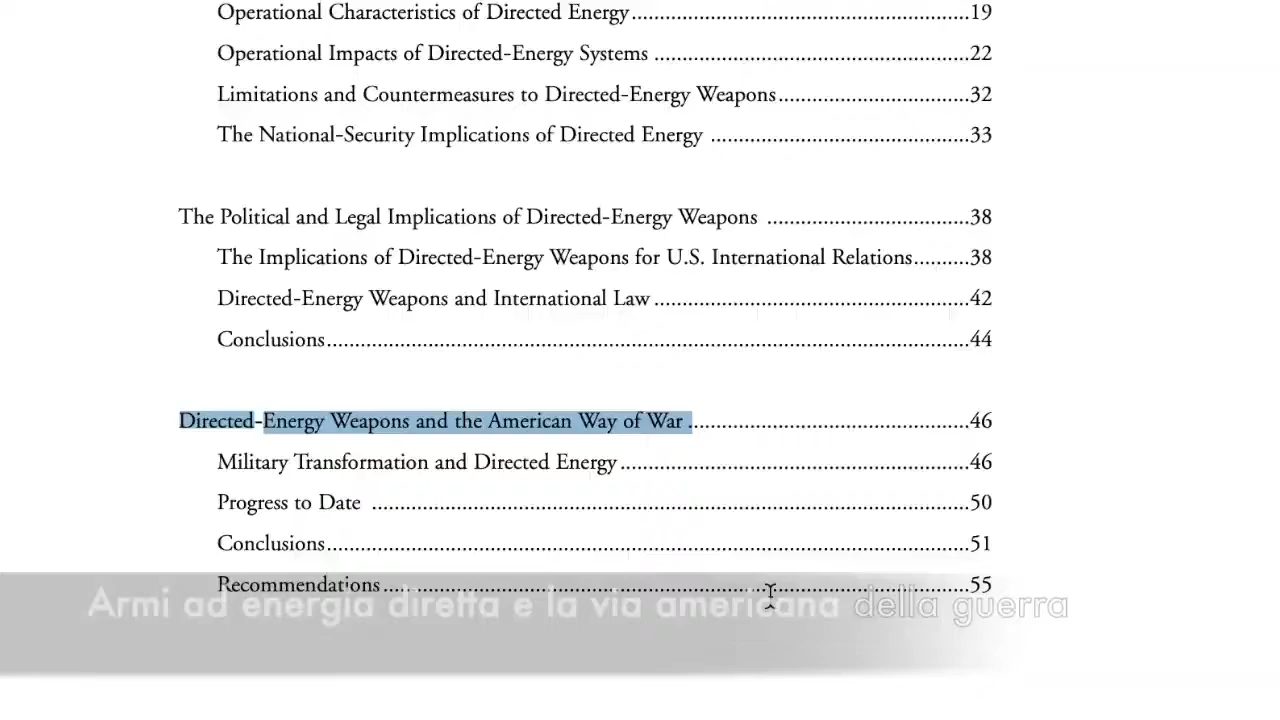 Operational Characteristics of Directed Energy............................................................19
Operational Impacts of Directed-Energy Systems ........................................................22
Limitations and Countermeasures to Directed-Energy Weapons..................................32
The National-Security Implications of Directed Energy ..............................................33
The Political and Legal Implications of Directed-Energy Weapons ....................................38
The Implications of Directed-Energy Weapons for U.S. International Relations..........38
Directed-Energy Weapons and International Law ........................................................42
Conclusions..................................................................................................................44
Directed-Energy Weapons and the American Way of War ..................................................46
Military Transformation and Directed Energy ..............................................................46
Progress to Date ..........................................................................................................50
Conclusions..................................................................................................................51
Recommendations........................................................................................................55
Armi ad energia diretta e la via americana della guerra